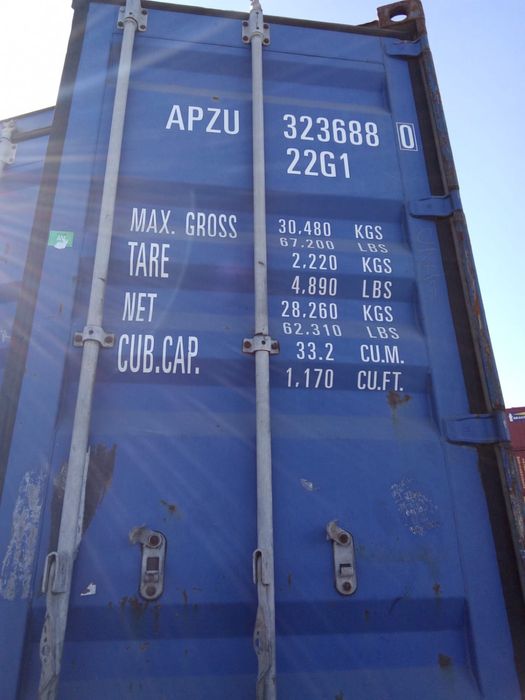 APZU 323688 0
22G1
MAX. GROSS 30.480 KGS
67.200 LBS
TARE 2,220 KGS
4,890 LBS
NET 28,260 KGS
62.310 LBS
CUB.CAP. 33.2 CU.M.
1,170 CU.FT.